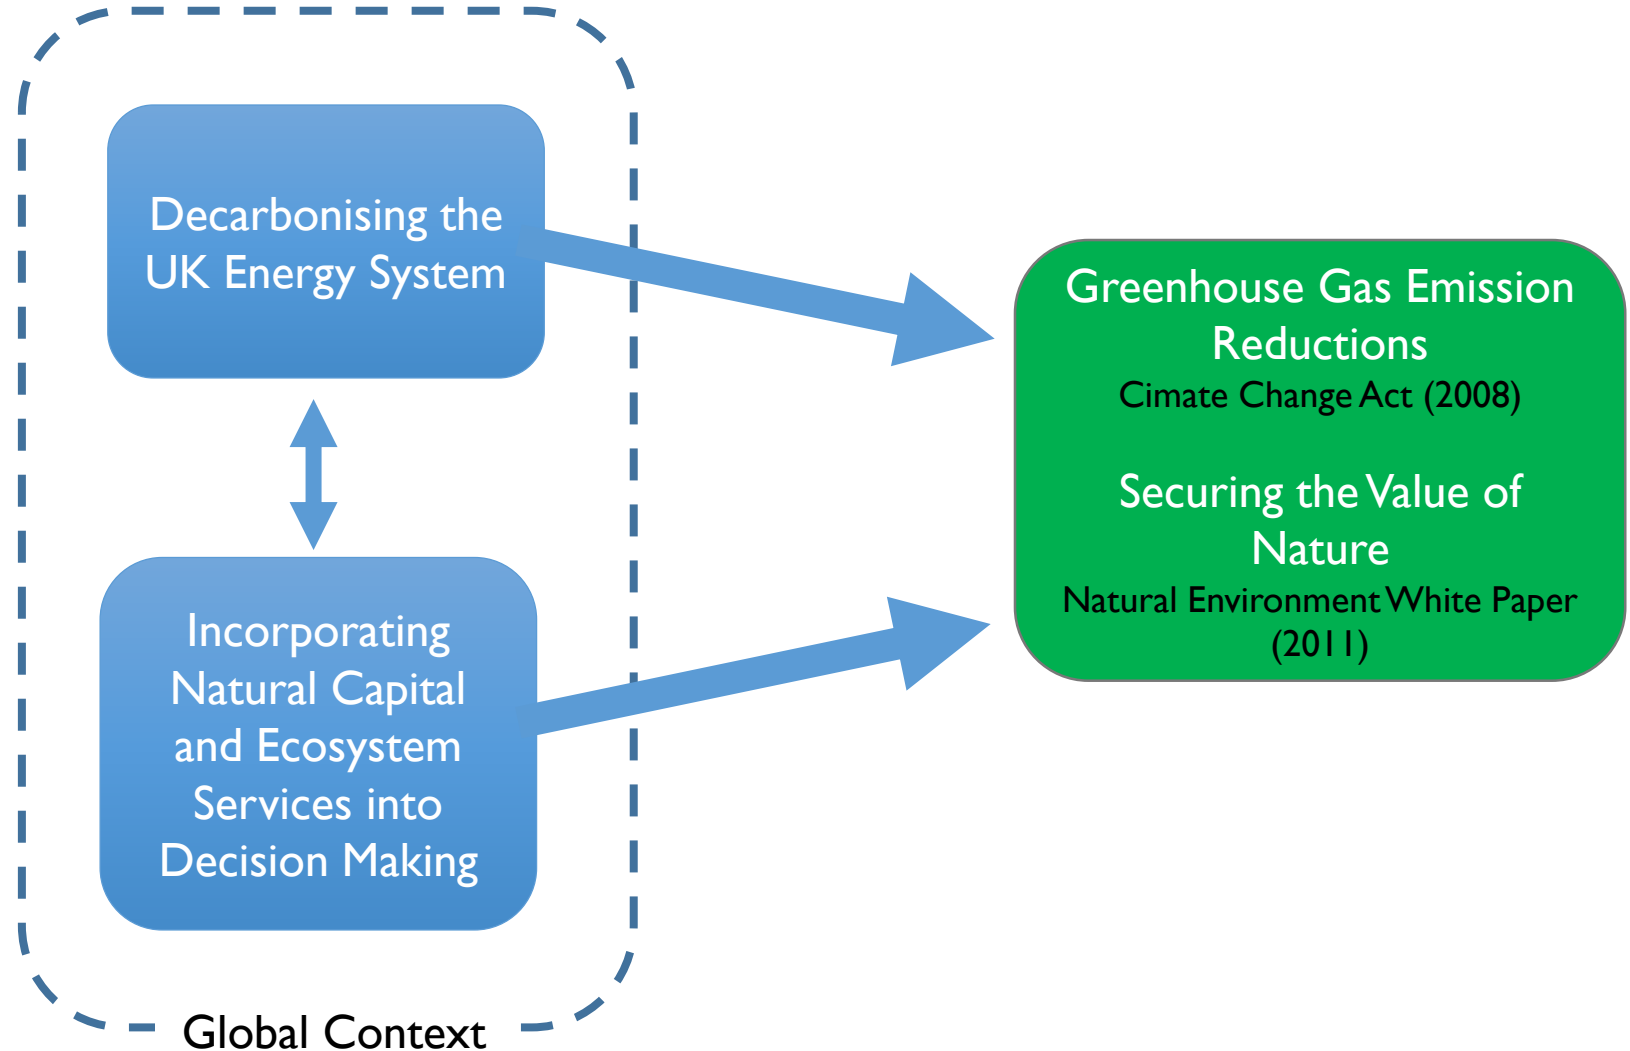 Decarbonising the
UK Energy System
Incorporating
Natural Capital
and Ecosystem
Services into
Decision Making
Global Context
Greenhouse Gas Emission
Reductions
Cimate Change Act (2008)
Securing the Value of
Nature
Natural Environment White Paper
(2011)